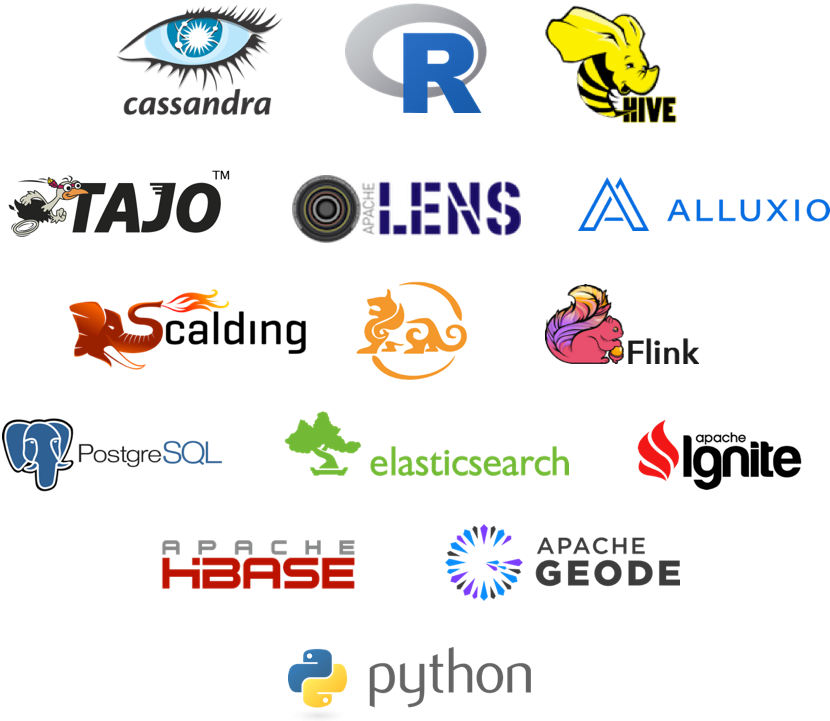 cassandra
R
HIVE
TAJO™
APACHE
LENS
ALLUXIO
Scalding
Flink
PostgreSQL
elasticsearch
apache
Ignite
APACHE
HBASE
APACHE
GEODE
python